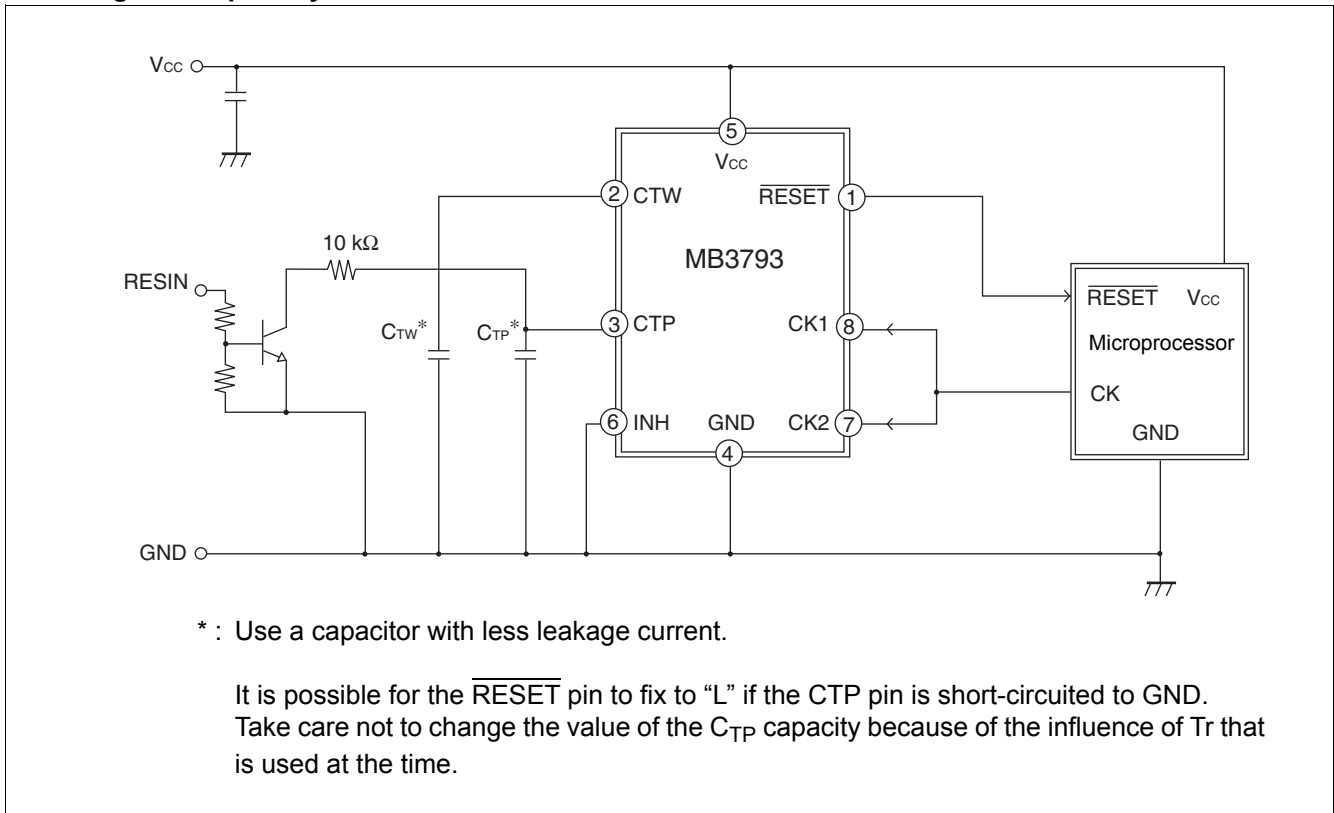 Vcc
5
Vcc
2 CTW
RESET 1
10 kΩ
MB3793
RESIN
RESET Vcc
CTW*
CTP*
3 CTP
CK1 8
Microprocessor
CK
6 INH
GND
CK2 7
GND
4
GND
* : Use a capacitor with less leakage current.
It is possible for the RESET pin to fix to “L” if the CTP pin is short-circuited to GND.
Take care not to change the value of the CTP capacity because of the influence of Tr that
is used at the time.